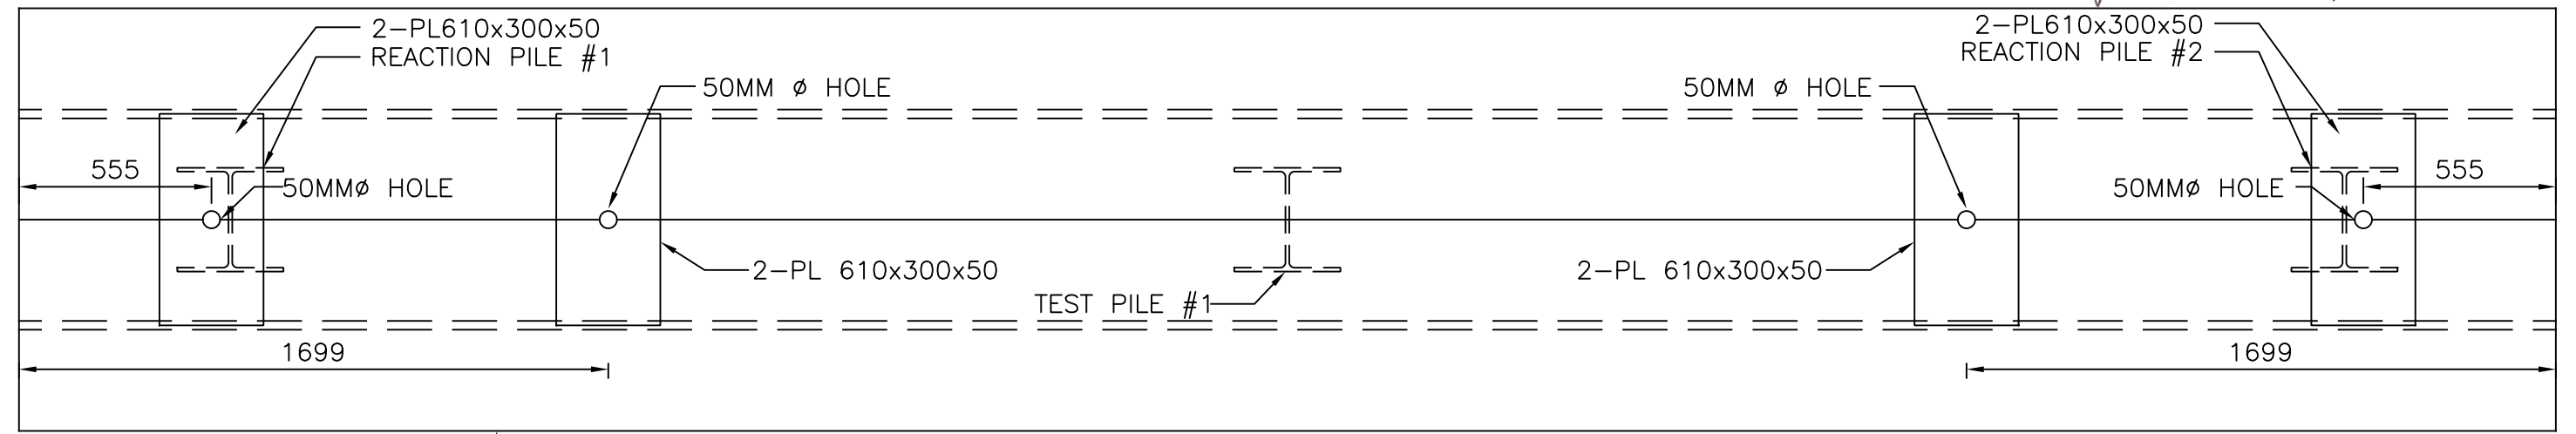 2-PL610x300x50
REACTION PILE #1
50MM ø HOLE
50MM ø HOLE
2-PL610x300x50
REACTION PILE #2
555
50MMø HOLE
50MMø HOLE
555
2-PL 610x300x50
TEST PILE #1
2-PL 610x300x50
1699
1699